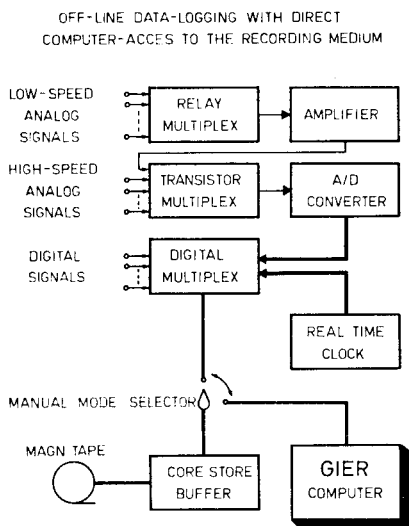 OFF-LINE DATA-LOGGING WITH DIRECT
COMPUTER-ACCES TO THE RECORDING MEDIUM
LOW-SPEED
ANALOG
SIGNALS
RELAY
MULTIPLEX
AMPLIFIER
HIGH-SPEED
ANALOG
SIGNALS
TRANSISTOR
MULTIPLEX
A/D
CONVERTER
DIGITAL
SIGNALS
DIGITAL
MULTIPLEX
REAL TIME
CLOCK
MANUAL MODE SELECTOR
MAGN TAPE
CORE STORE
BUFFER
GIER
COMPUTER